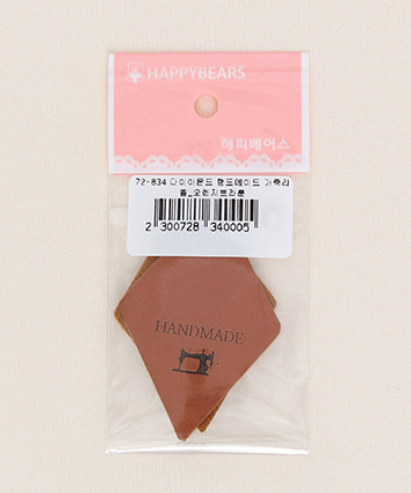 HAPPYBEARS
해피베어스
72-834 다이아몬드 핸드메이드 가죽라
벨_오렌지브라운
2 300728 340005
HANDMADE